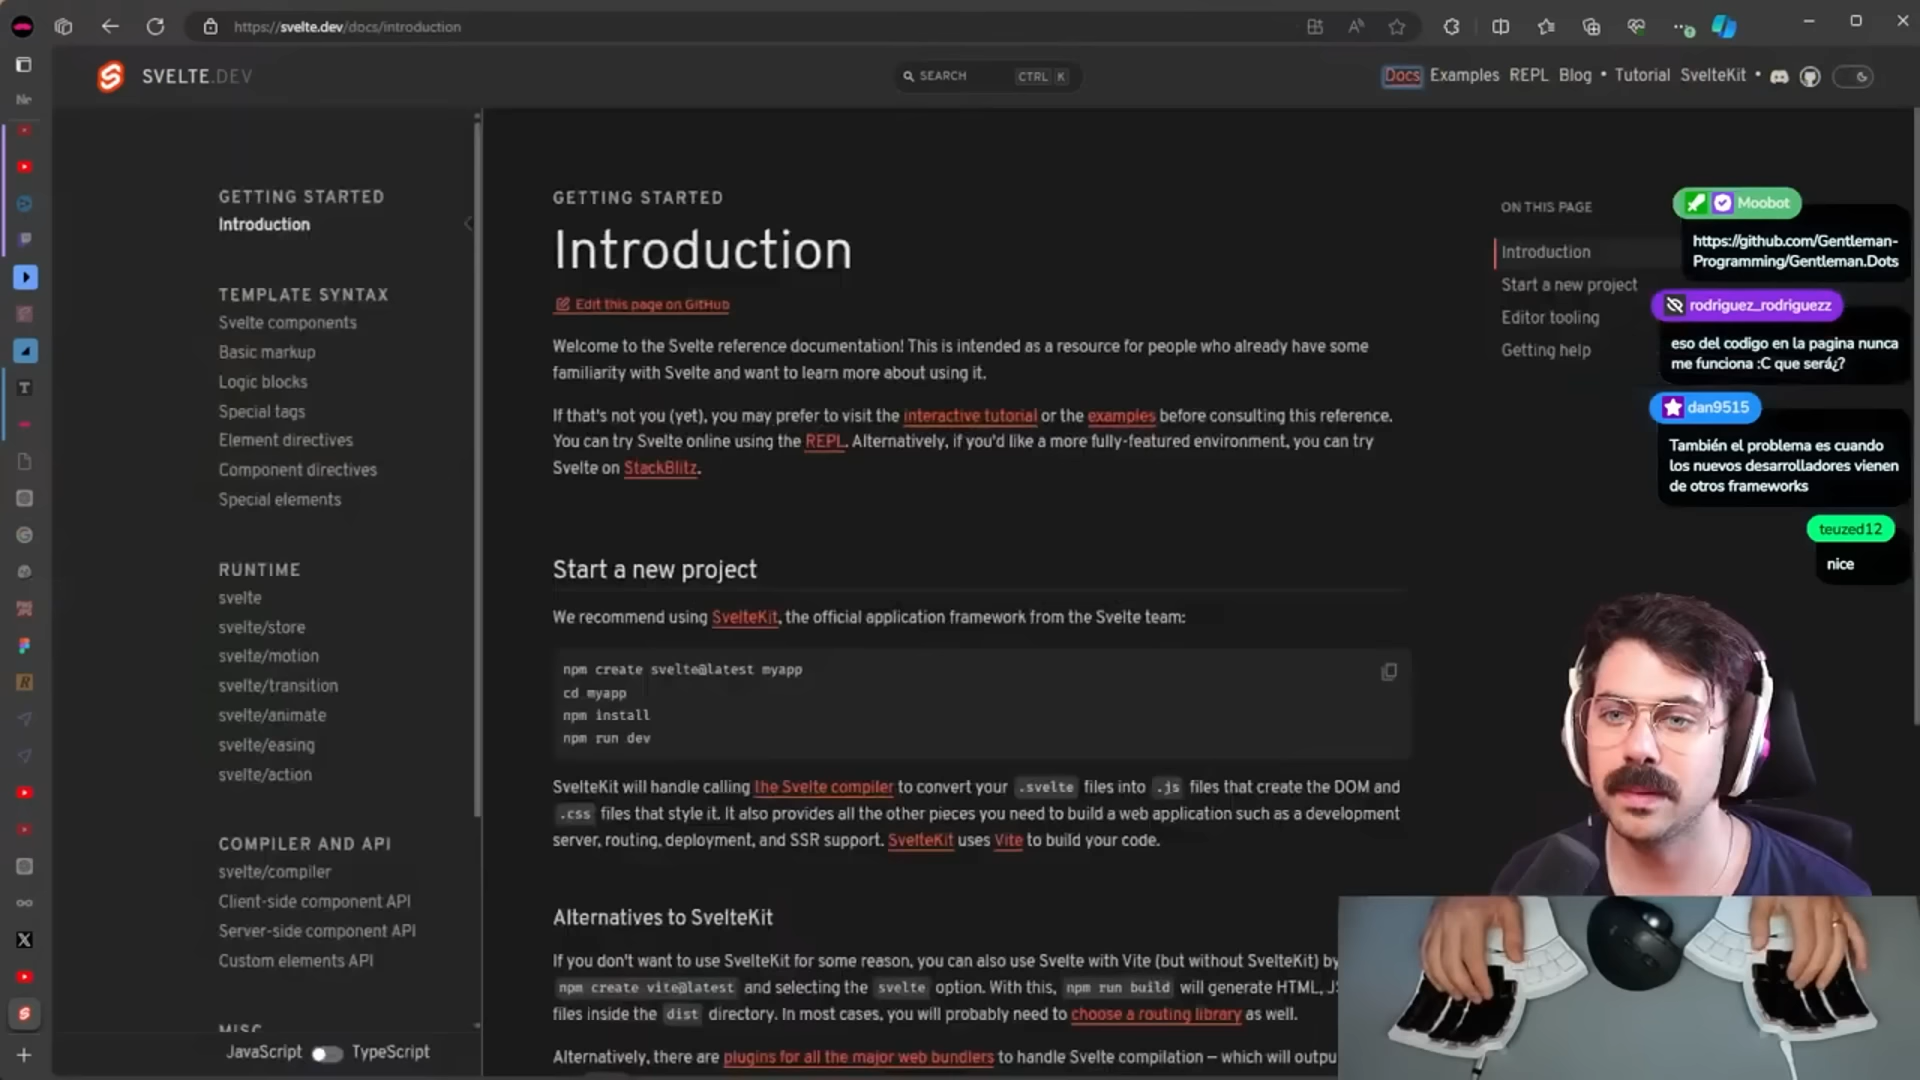 https://svelte.dev/docs/introduction
SVELTE.DEV
SEARCH
CTRL K
Docs Examples REPL Blog • Tutorial SvelteKit •
Ne
GETTING STARTED
Introduction
TEMPLATE SYNTAX
Svelte components
Basic markup
Logic blocks
Special tags
Element directives
Component directives
Special elements
RUNTIME
svelte
svelte/store
svelte/motion
svelte/transition
svelte/animate
svelte/easing
svelte/action
COMPILER AND API
svelte/compiler
Client-side component API
Server-side component API
Custom elements API
MISC
JavaScript TypeScript
GETTING STARTED
Introduction
Edit this page on GitHub
Welcome to the Svelte reference documentation! This is intended as a resource for people who already have some
familiarity with Svelte and want to learn more about using it.
If that's not you (yet), you may prefer to visit the interactive tutorial or the examples before consulting this reference.
You can try Svelte online using the REPL. Alternatively, if you'd like a more fully-featured environment, you can try
Svelte on StackBlitz.
Start a new project
We recommend using SvelteKit, the official application framework from the Svelte team:
npm create svelte@latest myapp
cd myapp
npm install
npm run dev
SvelteKit will handle calling the Svelte compiler to convert your .svelte files into .js files that create the DOM and
.css files that style it. It also provides all the other pieces you need to build a web application such as a development
server, routing, deployment, and SSR support. SvelteKit uses Vite to build your code.
Alternatives to SvelteKit
If you don't want to use SvelteKit for some reason, you can also use Svelte with Vite (but without SvelteKit) by
npm create vite@latest and selecting the svelte option. With this, npm run build will generate HTML, JS
files inside the dist directory. In most cases, you will probably need to choose a routing library as well.
Alternatively, there are plugins for all the major web bundlers to handle Svelte compilation — which will outpu
ON THIS PAGE
Introduction
Start a new project
Editor tooling
Getting help
Moobot
https://github.com/Gentleman-
Programming/Gentleman.Dots
rodriguez_rodriguezz
eso del codigo en la pagina nunca
me funciona :C que será¿?
dan9515
También el problema es cuando
los nuevos desarrolladores vienen
de otros frameworks
teuzed12
nice